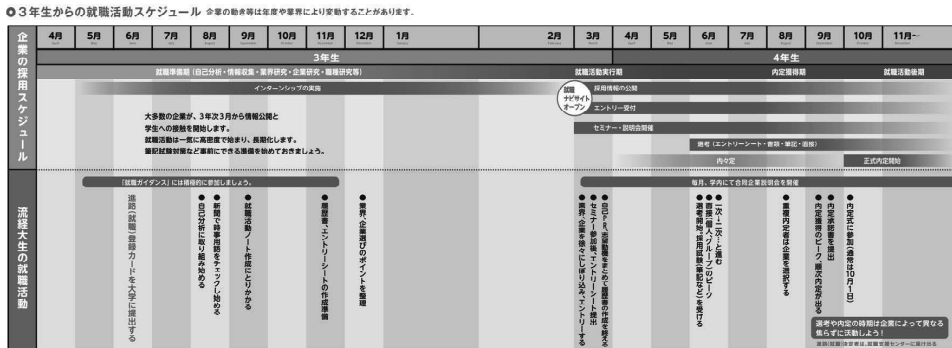 3年生からの就職活動スケジュール 企業の動き等は年度や業界により変動することがあります。
企業の採用スケジュール
4月 5月 6月 7月 8月 9月 10月 11月 12月 1月 2月 3月 4月 5月 6月 7月 8月 9月 10月 11月~
3年生 4年生
就職準備期(自己分析・情報収集・業界研究・企業研究・職種研究等) 就職活動実行期 内定獲得期 就職活動後期
インターンシップの実施
就職
ナビサイト
オープン
採用情報の公開
エントリー受付
セミナー・説明会開催
選考(エントリーシート・書類・筆記・面接)
内々定 正式内定開始
大多数の企業が、3年次3月から情報公開と
学生への接触を開始します。
就職活動は一気に高密度で始まり、長期化します。
筆記試験対策など事前にできる準備を始めておきましょう。
流経大生の就職活動
「就職ガイダンス」には積極的に参加しましょう。
毎月、学内にて合同企業説明会を開催
進路(就職)登録カードを大学に提出する
●自己分析に取り組み始める
●新聞で時事用語をチェックし始める
●就職活動ノート作成にとりかかる
●履歴書、エントリーシートの作成準備
●業界、企業選びのポイントを整理
●業界、企業を徐々にしぼり込み、エントリーする
●セミナー参加後、エントリーシート提出
●自己PR、志望動機をまとめて履歴書の作成を終える
●選考開始。採用試験(筆記など)を受ける
●面接(個人、グループ)のピーク
一次→二次…と進む
●重複内定者は企業を選択する
●内定獲得のピーク、順次内定が出る
●内定承諾書を提出
●内定式に参加(通常は10月1日)
選考や内定の時期は企業によって異なる
焦らずに活動しよう!
進路(就職)決定者は、就職支援センターに届け出る